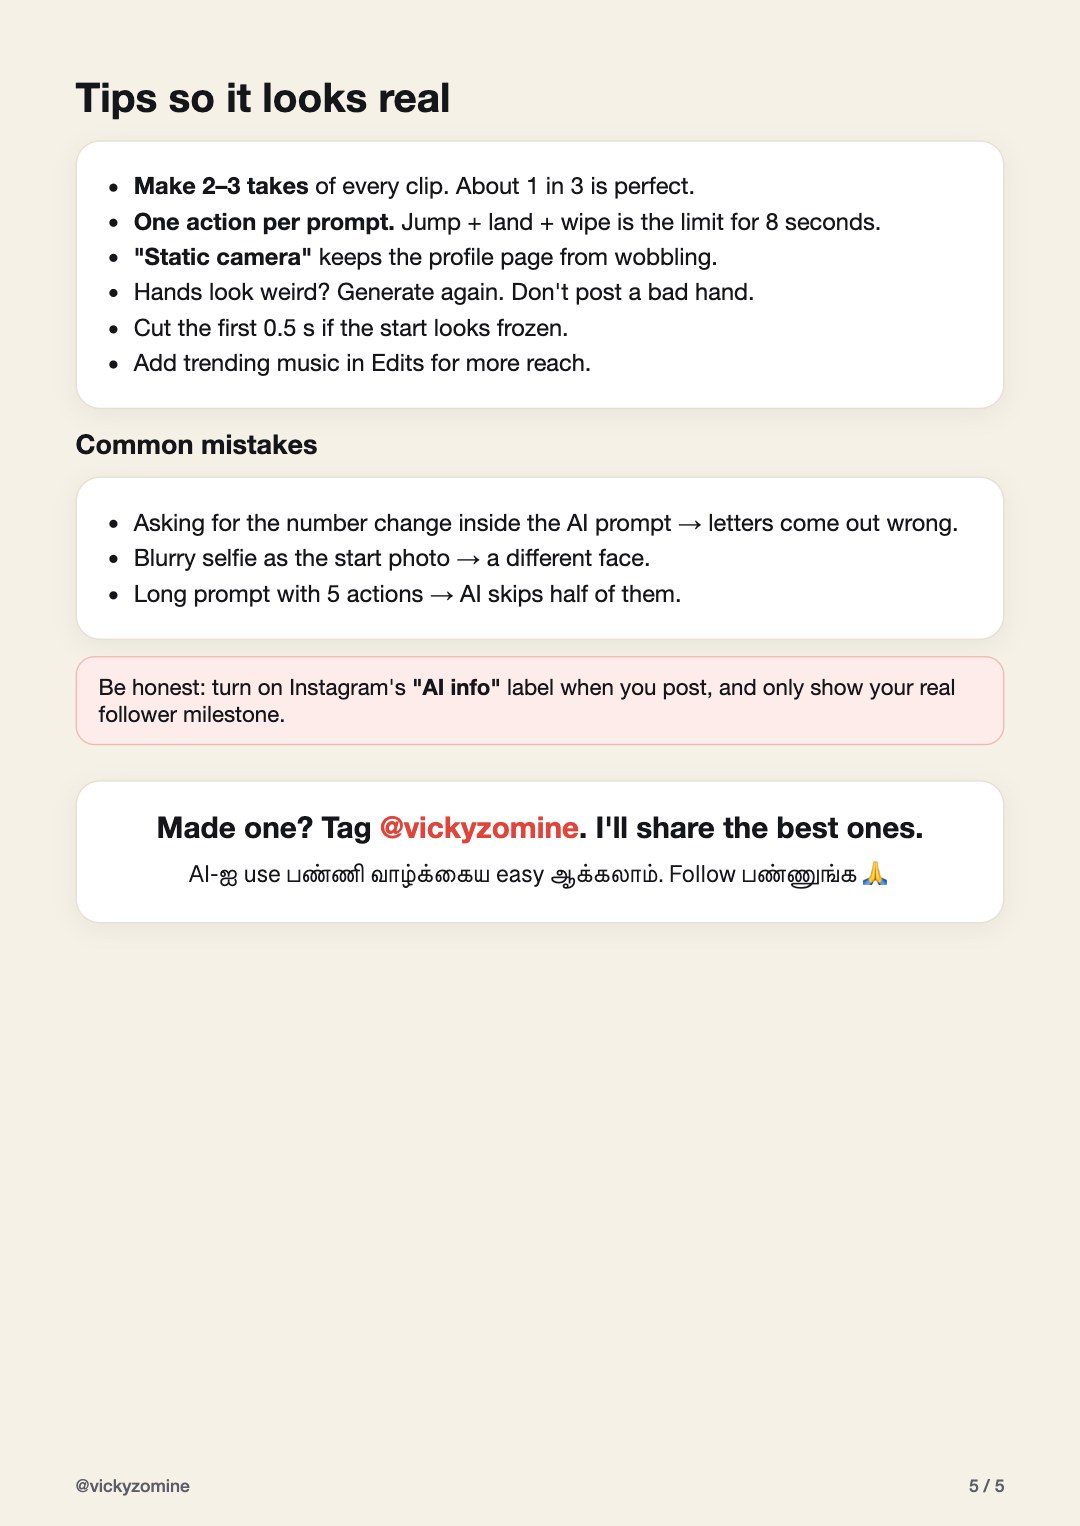 Tips so it looks real
• Make 2–3 takes of every clip. About 1 in 3 is perfect.
• One action per prompt. Jump + land + wipe is the limit for 8 seconds.
• "Static camera" keeps the profile page from wobbling.
• Hands look weird? Generate again. Don't post a bad hand.
• Cut the first 0.5 s if the start looks frozen.
• Add trending music in Edits for more reach.
Common mistakes
• Asking for the number change inside the AI prompt → letters come out wrong.
• Blurry selfie as the start photo → a different face.
• Long prompt with 5 actions → AI skips half of them.
Be honest: turn on Instagram's "AI info" label when you post, and only show your real
follower milestone.
Made one? Tag @vickyzomine. I'll share the best ones.
AI-ஐ use பண்ணி வாழ்க்கைய easy ஆக்கலாம். Follow பண்ணுங்க 🙏
@vickyzomine
5 / 5